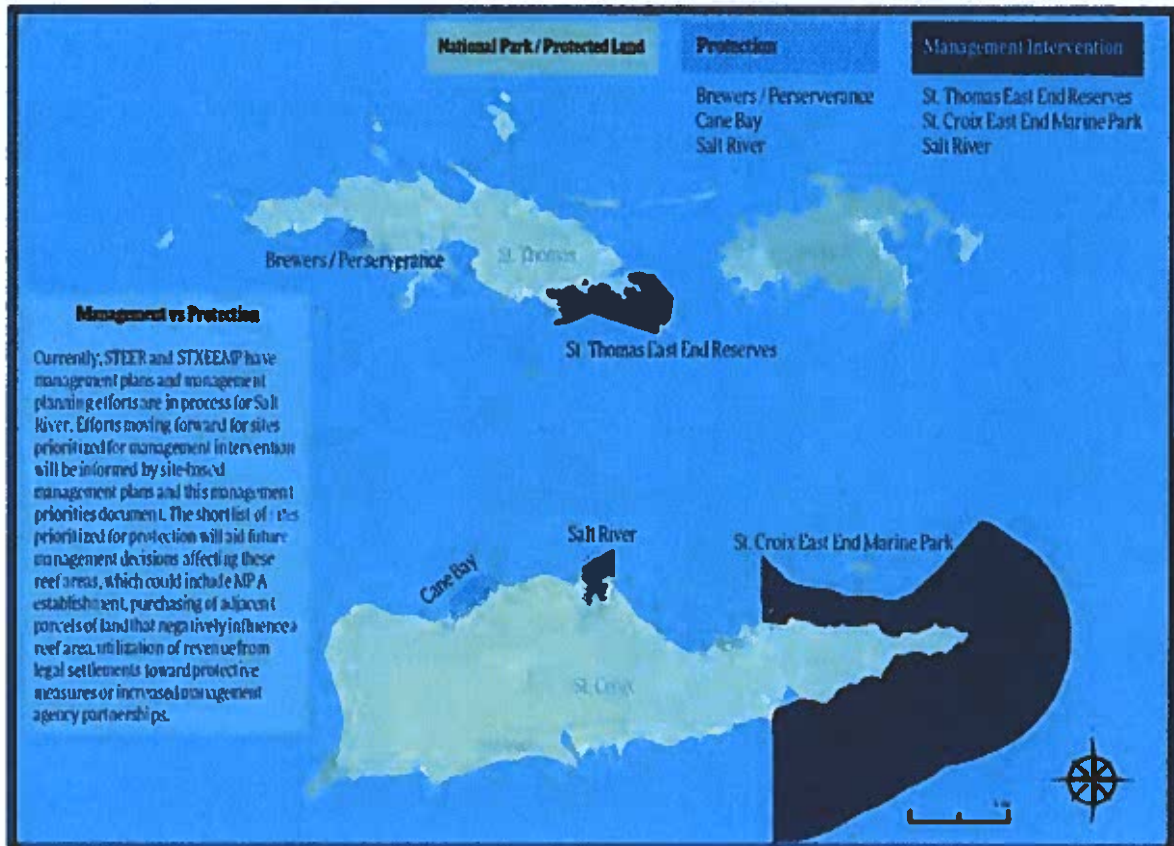 National Park / Protected Land
Protection
Management Intervention
Brewers / Perserverance
Cane Bay
Salt River
St. Thomas East End Reserves
St. Croix East End Marine Park
Salt River
Brewers / Perserverance
St. Thomas
St. Thomas East End Reserves
Management vs Protection
Currently, STEER and STXEEMP have
management plans and management
planning efforts are in process for Salt
River. Efforts moving forward for sites
prioritized for management intervention
will be informed by site-based
management plans and this management
priorities document. The shortlist of sites
prioritized for protection will aid future
management decisions affecting these
reef areas, which could include MPA
establishment, purchasing of adjacent
parcels of land that negatively influence a
reef area, utilization of revenue from
legal settlements toward protective
measures or increased management
agency partnerships.
Salt River
St. Croix East End Marine Park
Cane Bay
St. Croix